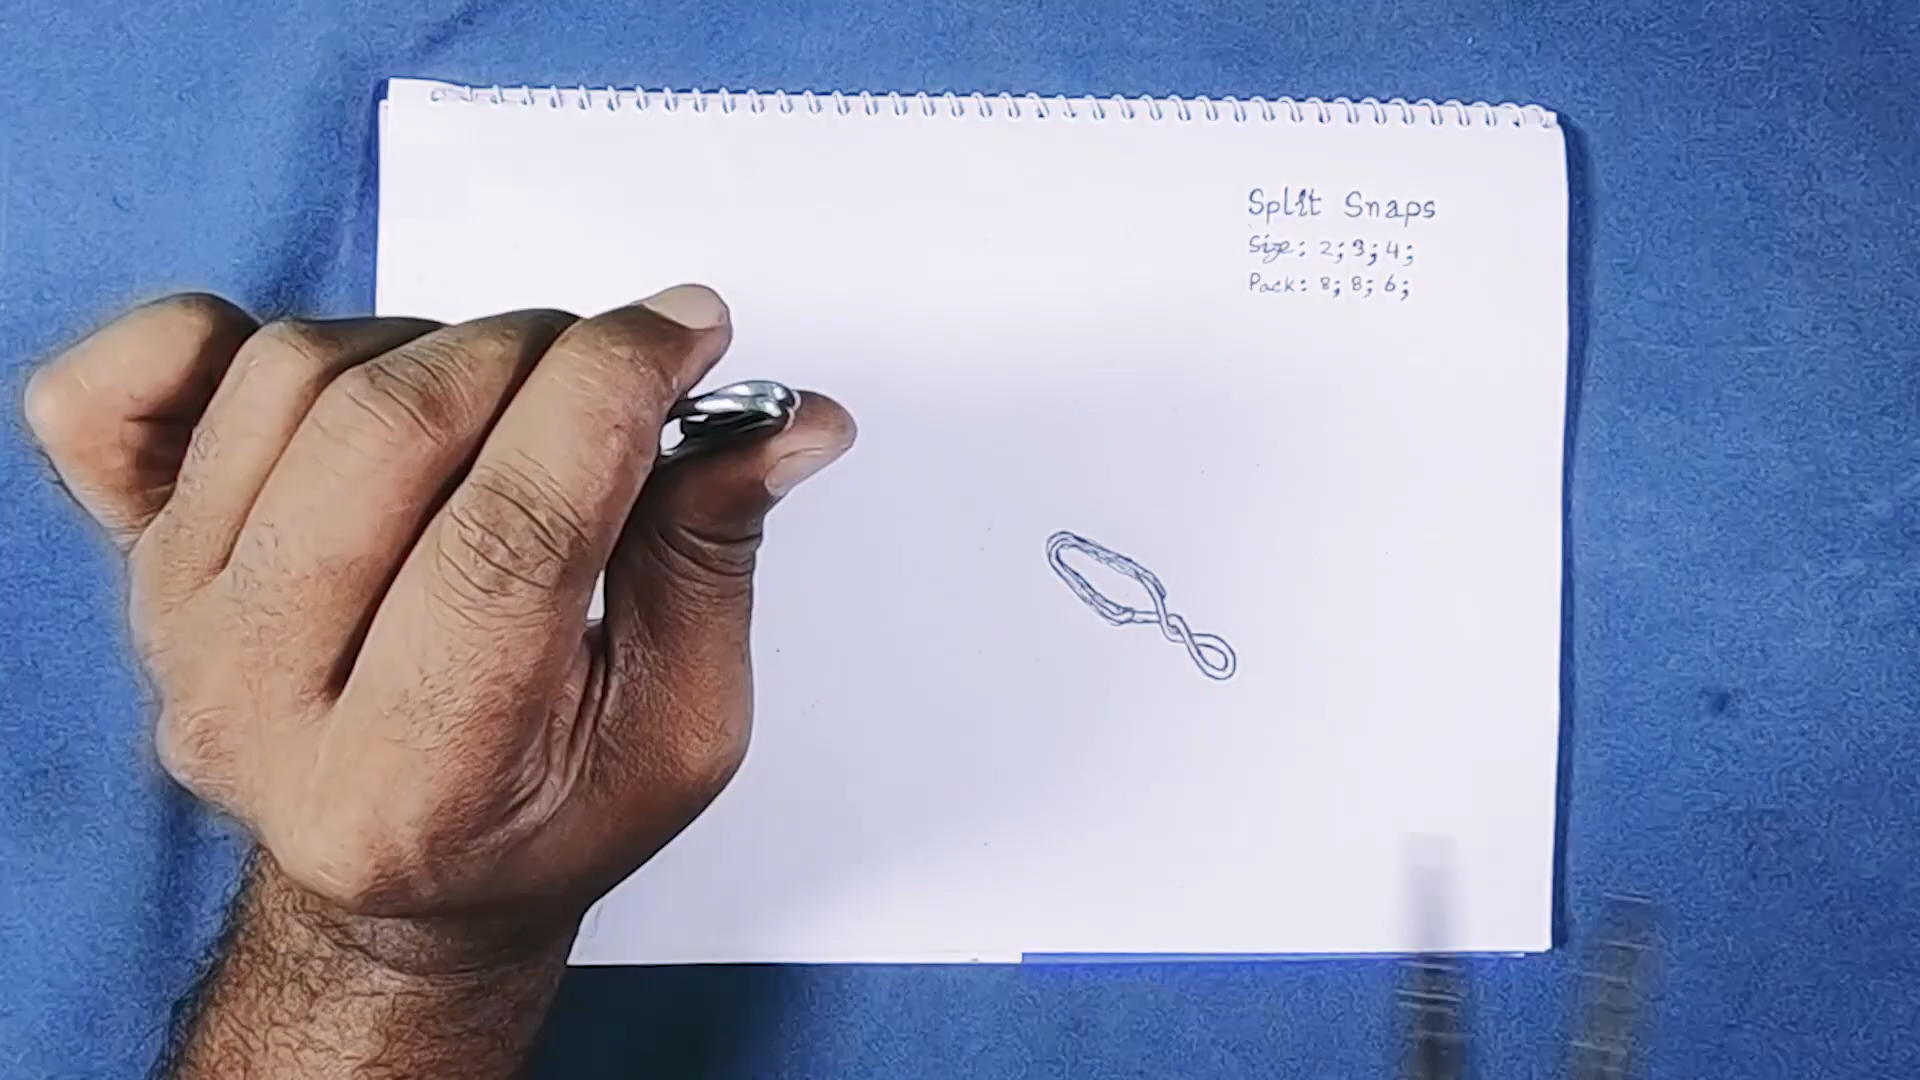 Split Snaps
Size: 2; 3; 4;
Pack: 8; 8; 6;